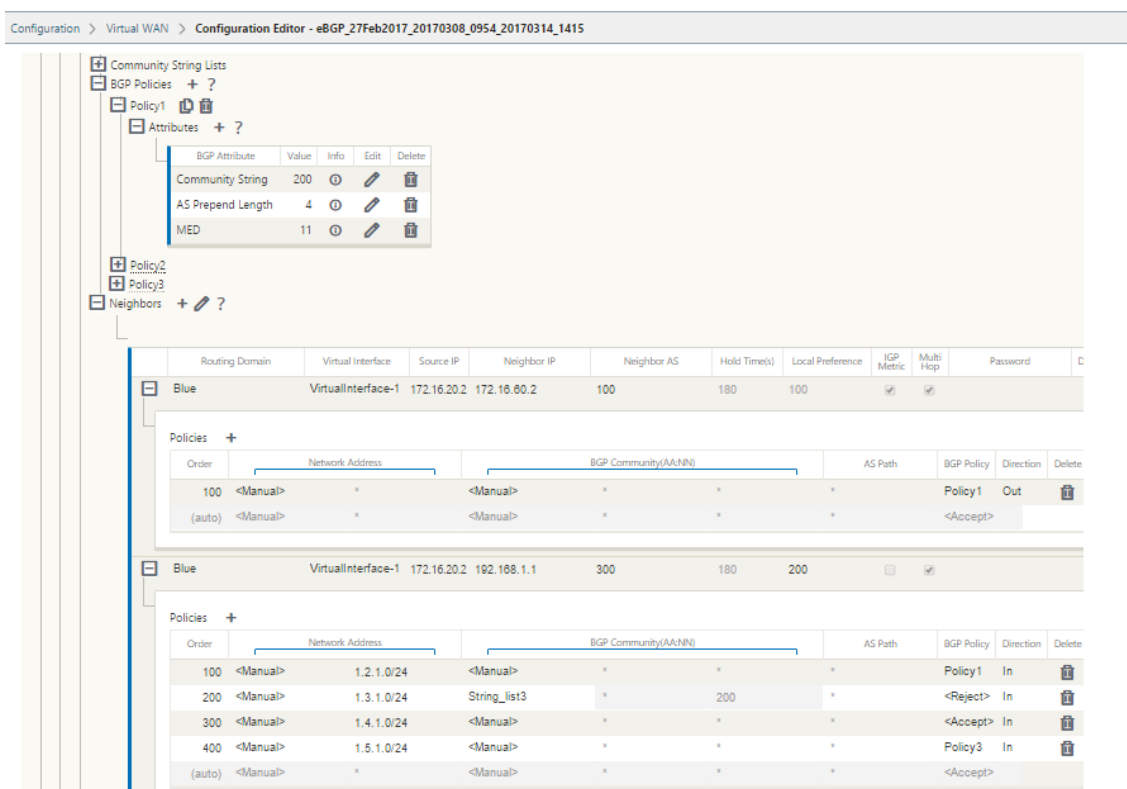 Configuration > Virtual WAN > Configuration Editor - eBGP_27Feb2017_20170308_0954_20170314_1415
Community String Lists
BGP Policies + ?
Policy1
Attributes + ?
BGP Attribute Value Info Edit Delete
Community String 200
AS Prepend Length 4
MED 11
Policy2
Policy3
Neighbors + ?
Routing Domain Virtual Interface Source IP Neighbor IP Neighbor AS Hold Time(s) Local Preference IGP Metric Multi Hop Password D
Blue VirtualInterface-1 172.16.20.2 172.16.60.2 100 180 100
Policies +
Order Network Address BGP Community(AA:NN) AS Path BGP Policy Direction Delete
100 <Manual> * <Manual> * * * Policy1 Out
(auto) <Manual> * <Manual> * * * <Accept>
Blue VirtualInterface-1 172.16.20.2 192.168.1.1 300 180 200
Policies +
Order Network Address BGP Community(AA:NN) AS Path BGP Policy Direction Delete
100 <Manual> 1.2.1.0/24 <Manual> * * * Policy1 In
200 <Manual> 1.3.1.0/24 String_list3 * 200 * <Reject> In
300 <Manual> 1.4.1.0/24 <Manual> * * * <Accept> In
400 <Manual> 1.5.1.0/24 <Manual> * * * Policy3 In
(auto) <Manual> * <Manual> * * * <Accept>